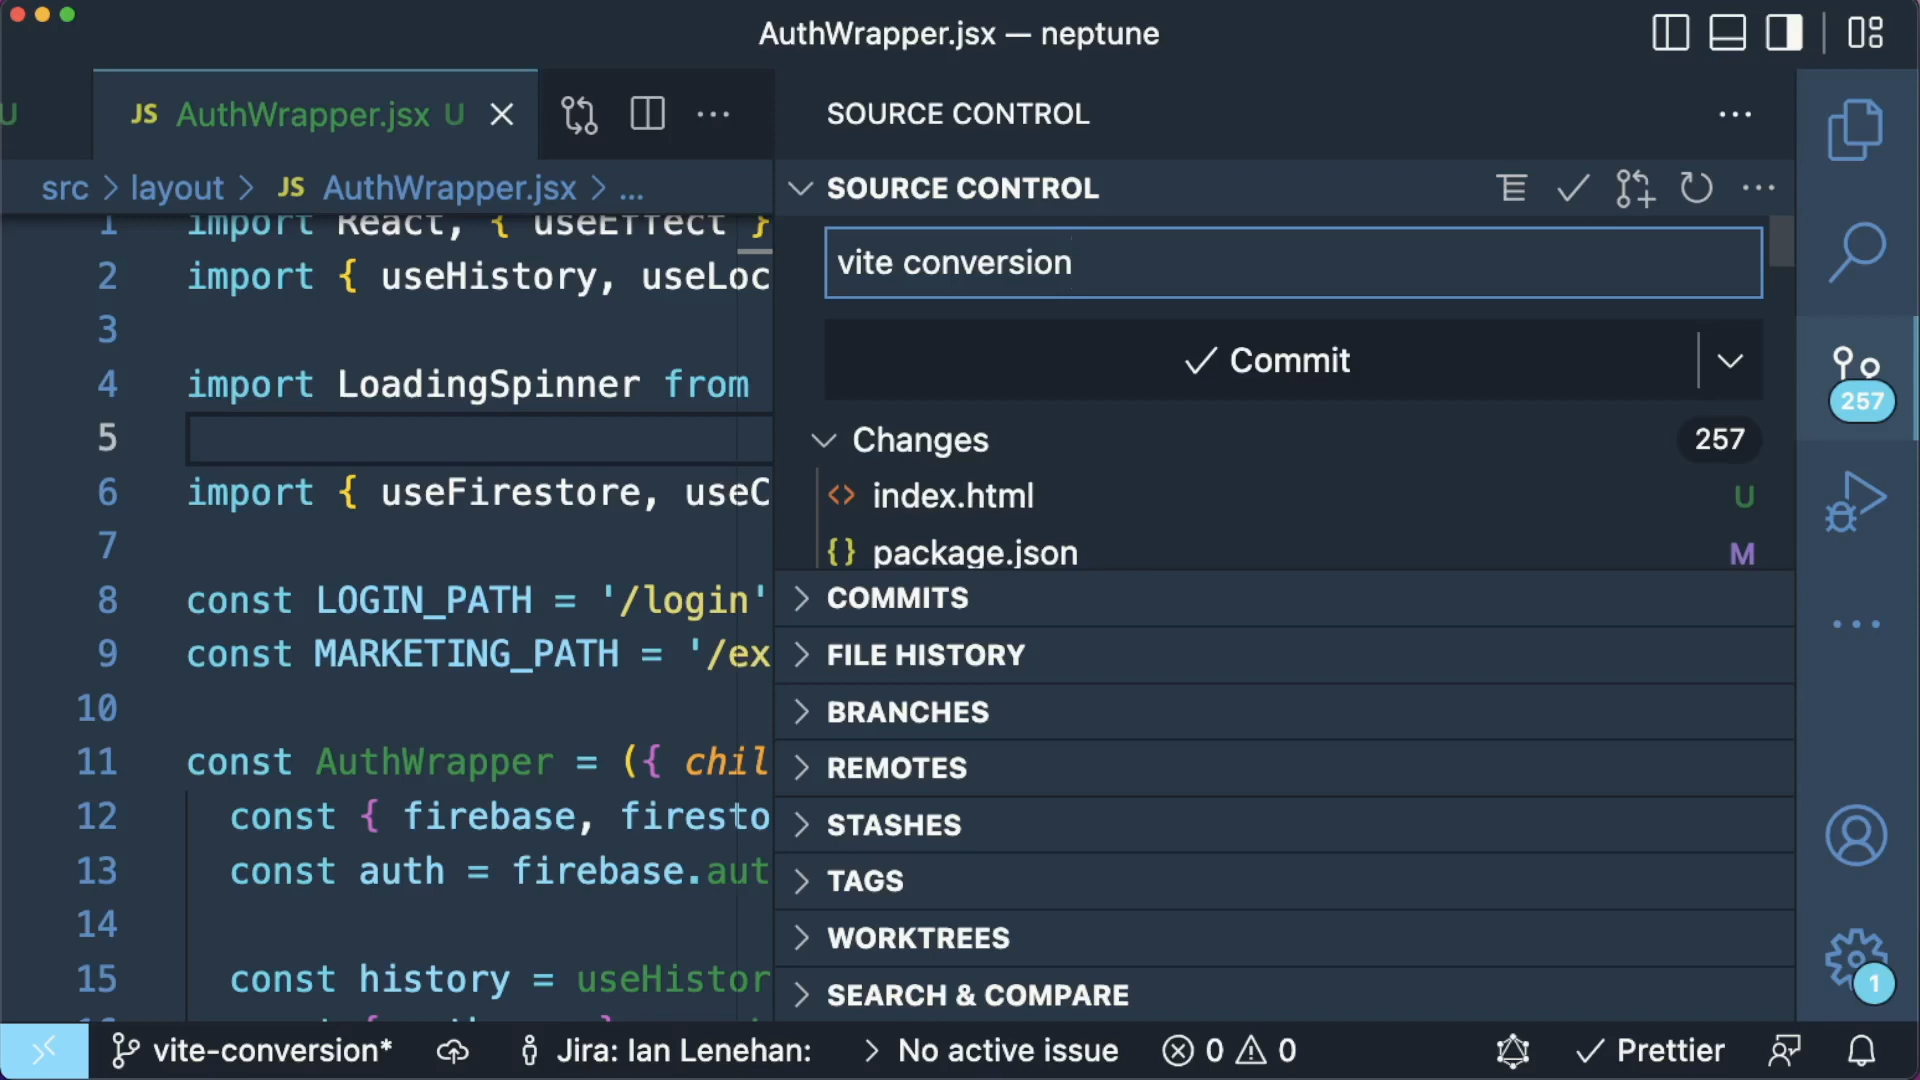 AuthWrapper.jsx — neptune
U
JS AuthWrapper.jsx U
SOURCE CONTROL
src > layout > JS AuthWrapper.jsx > ...
SOURCE CONTROL
1 import React, { useEffect }
2 import { useHistory, useLoc
3
4 import LoadingSpinner from
5
6 import { useFirestore, useC
7
8 const LOGIN_PATH = '/login'
9 const MARKETING_PATH = '/ex
10
11 const AuthWrapper = ({ chil
12 const { firebase, firesto
13 const auth = firebase.aut
14
15 const history = useHistor
vite conversion
Commit
257
Changes 257
index.html U
package.json M
COMMITS
FILE HISTORY
BRANCHES
REMOTES
STASHES
TAGS
WORKTREES
SEARCH & COMPARE
1
vite-conversion* Jira: Ian Lenehan: > No active issue 0 0 Prettier